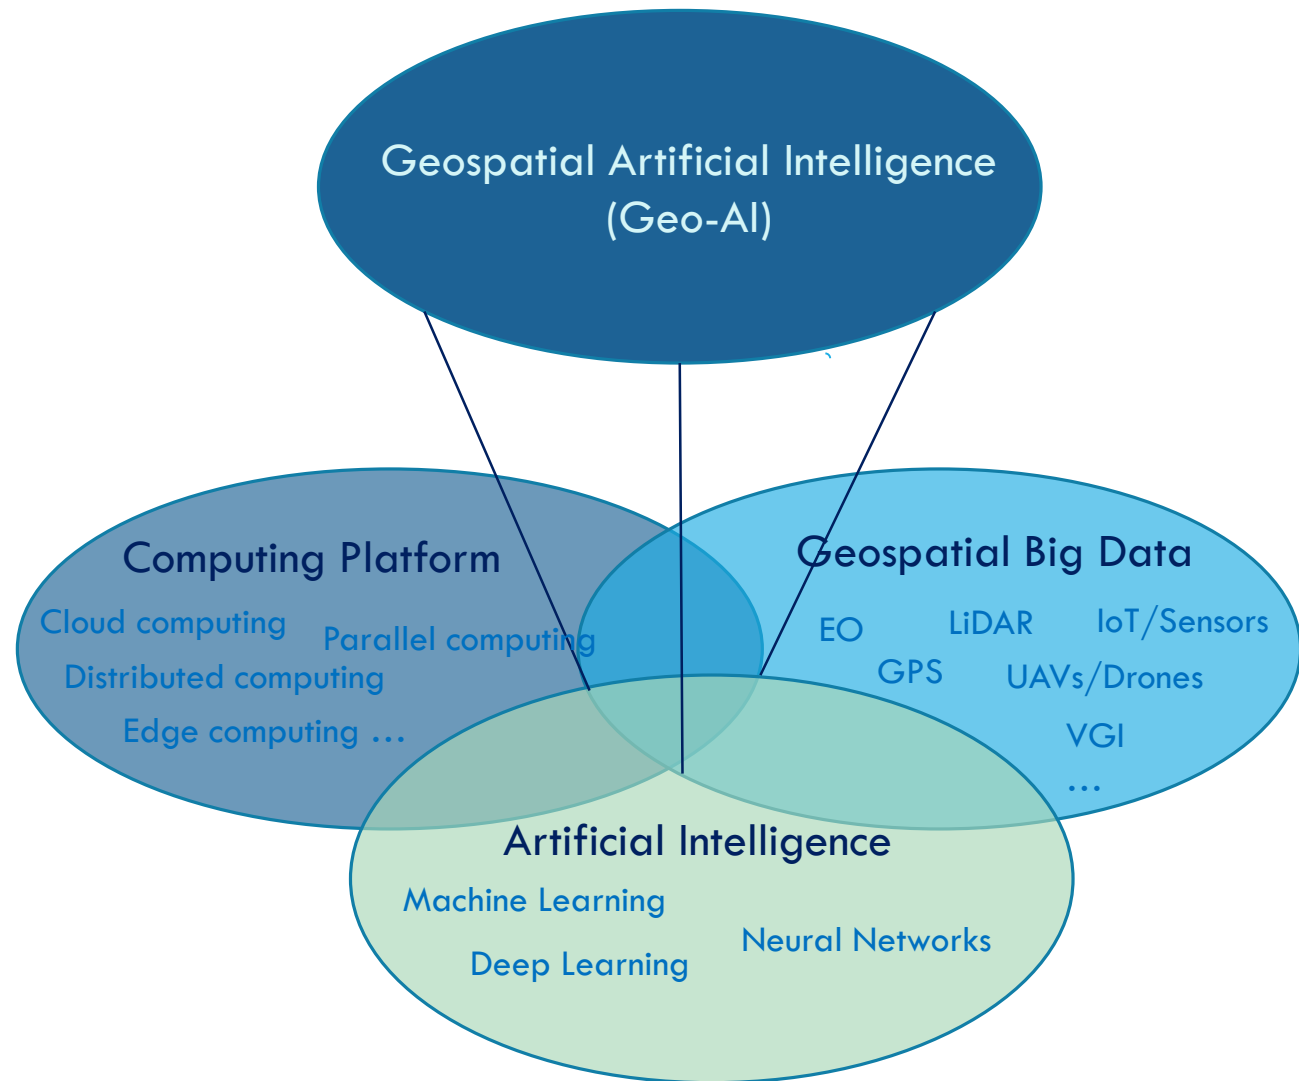 Geospatial Artificial Intelligence
(Geo-AI)
Computing Platform
Cloud computing
Parallel computing
Distributed computing
Edge computing ...
Geospatial Big Data
EO
LiDAR
IoT/Sensors
GPS
UAVs/Drones
VGI
...
Artificial Intelligence
Machine Learning
Neural Networks
Deep Learning